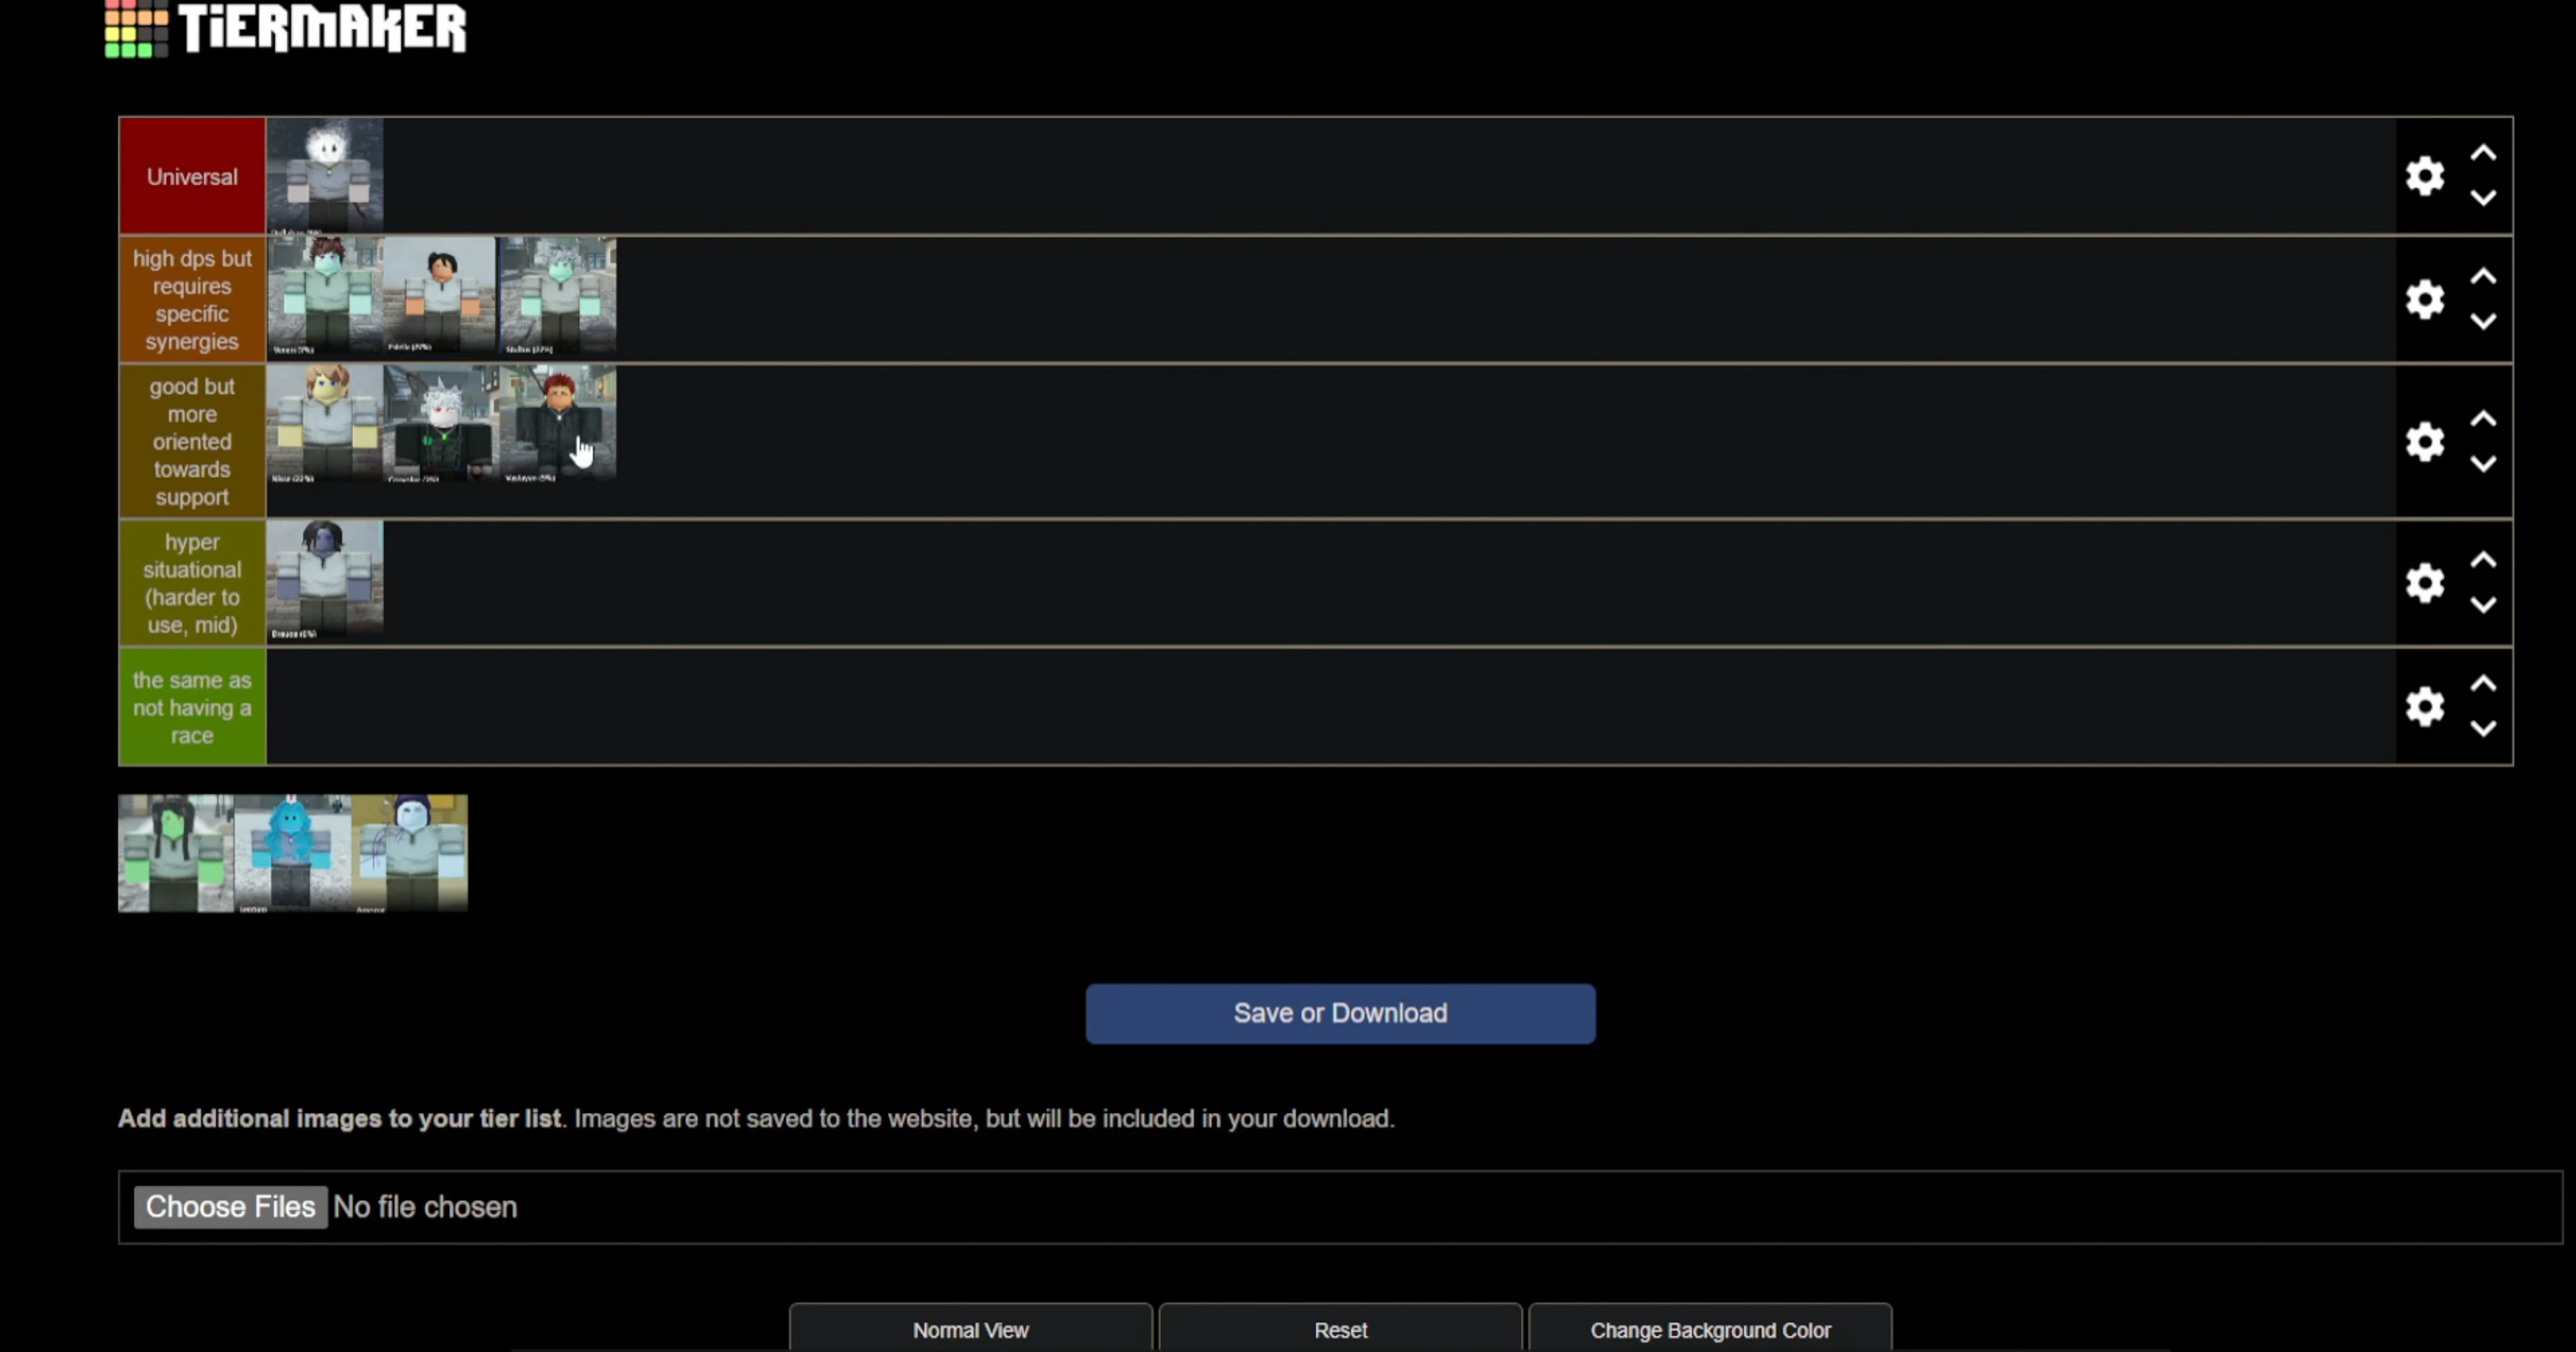 TiERMAKER
Universal
high dps but
requires
specific
synergies
good but
more
oriented
towards
support
hyper
situational
(harder to
use, mid)
the same as
not having a
race
Save or Download
Add additional images to your tier list. Images are not saved to the website, but will be included in your download.
Choose Files No file chosen
Normal View
Reset
Change Background Color